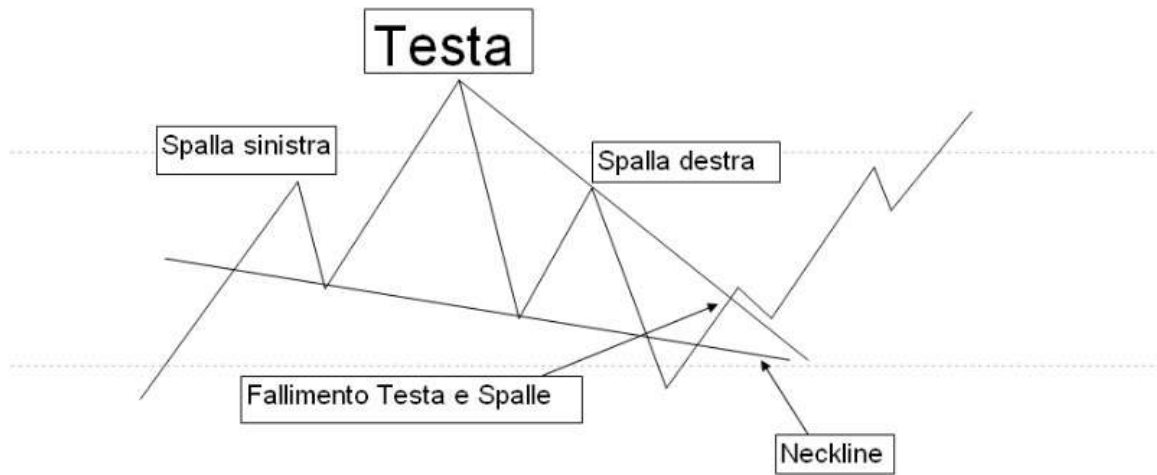 Testa
Spalla sinistra
Spalla destra
Fallimento Testa e Spalle
Neckline